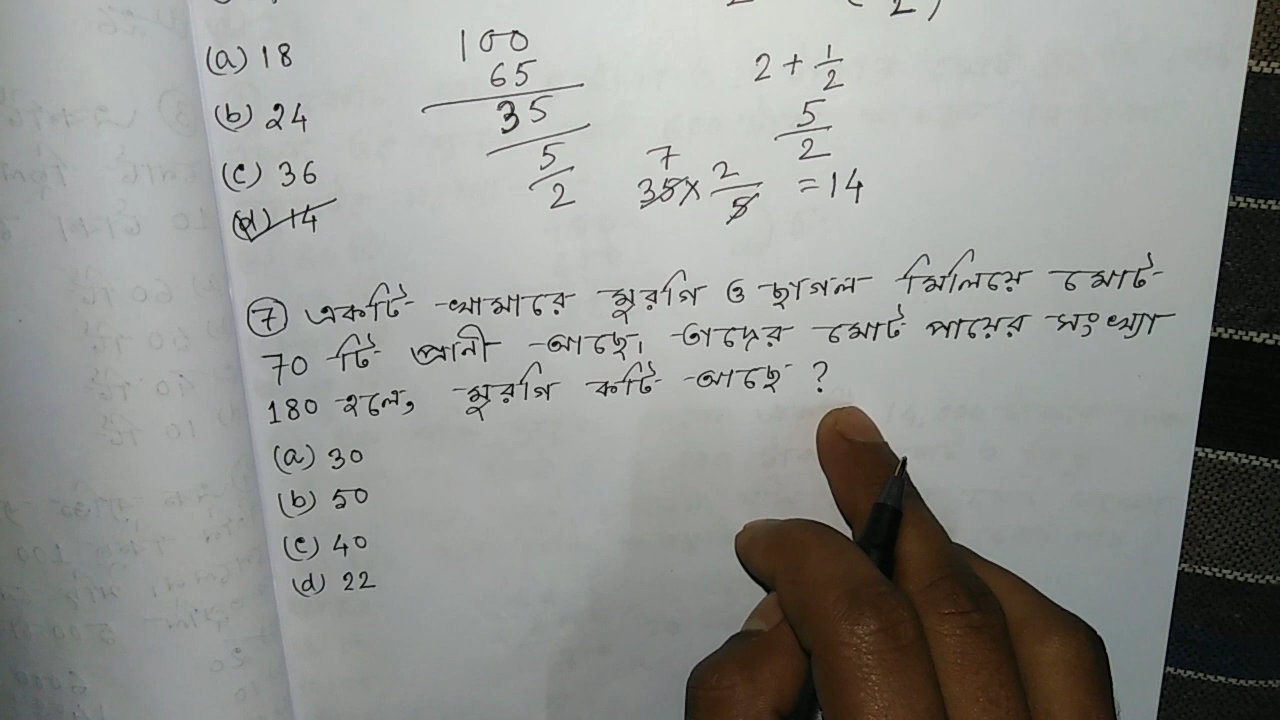 (a) 18
(b) 24
(c) 36
(d) 14
100
65
35
5
2
2 + 1/2
5
2
7
35 × 2/5 = 14
⑦ একটি খামারে মুরগি ও ছাগল মিলিয়ে মোট
70 টি প্রানী আছে। তাদের মোট পায়ের সংখ্যা
180 হলে, মুরগি কটি আছে ?
(a) 30
(b) 50
(c) 40
(d) 22